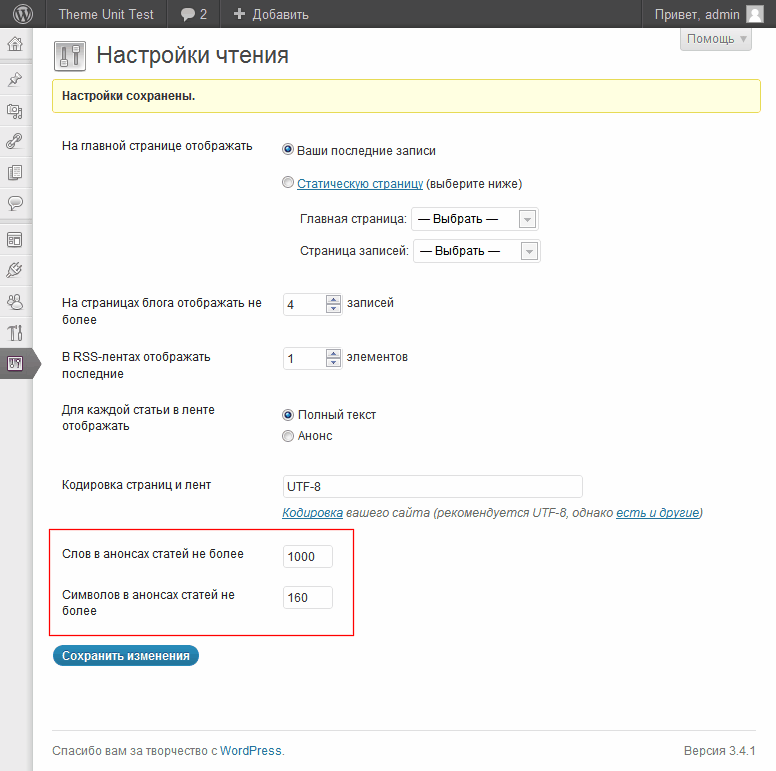 Theme Unit Test 2 Добавить Привет, admin
Помощь
Настройки чтения
Настройки сохранены.
На главной странице отображать
Ваши последние записи
Статическую страницу (выберите ниже)
Главная страница: — Выбрать —
Страница записей: — Выбрать —
На страницах блога отображать не
более
4 записей
В RSS-лентах отображать
последние
1 элементов
Для каждой статьи в ленте
отображать
Полный текст
Анонс
Кодировка страниц и лент UTF-8
Кодировка вашего сайта (рекомендуется UTF-8, однако есть и другие)
Слов в анонсах статей не более 1000
Символов в анонсах статей не
более
160
Сохранить изменения
Спасибо вам за творчество с WordPress. Версия 3.4.1